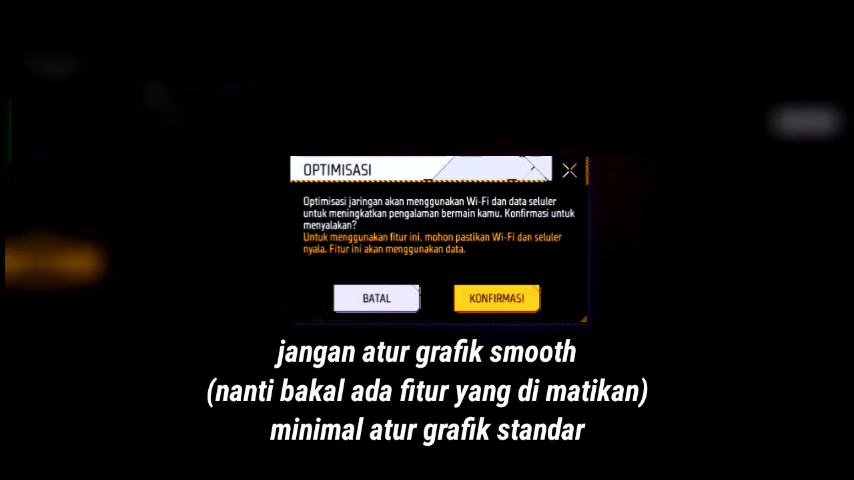 OPTIMISASI
Optimisasi jaringan akan menggunakan Wi-Fi dan data seluler
untuk meningkatkan pengalaman bermain kamu. Konfirmasi untuk
menyalakan?
Untuk menggunakan fitur ini, mohon pastikan Wi-Fi dan seluler
nyala. Fitur ini akan menggunakan data.
BATAL
KONFIRMASI
jangan atur grafik smooth
(nanti bakal ada fitur yang di matikan)
minimal atur grafik standar